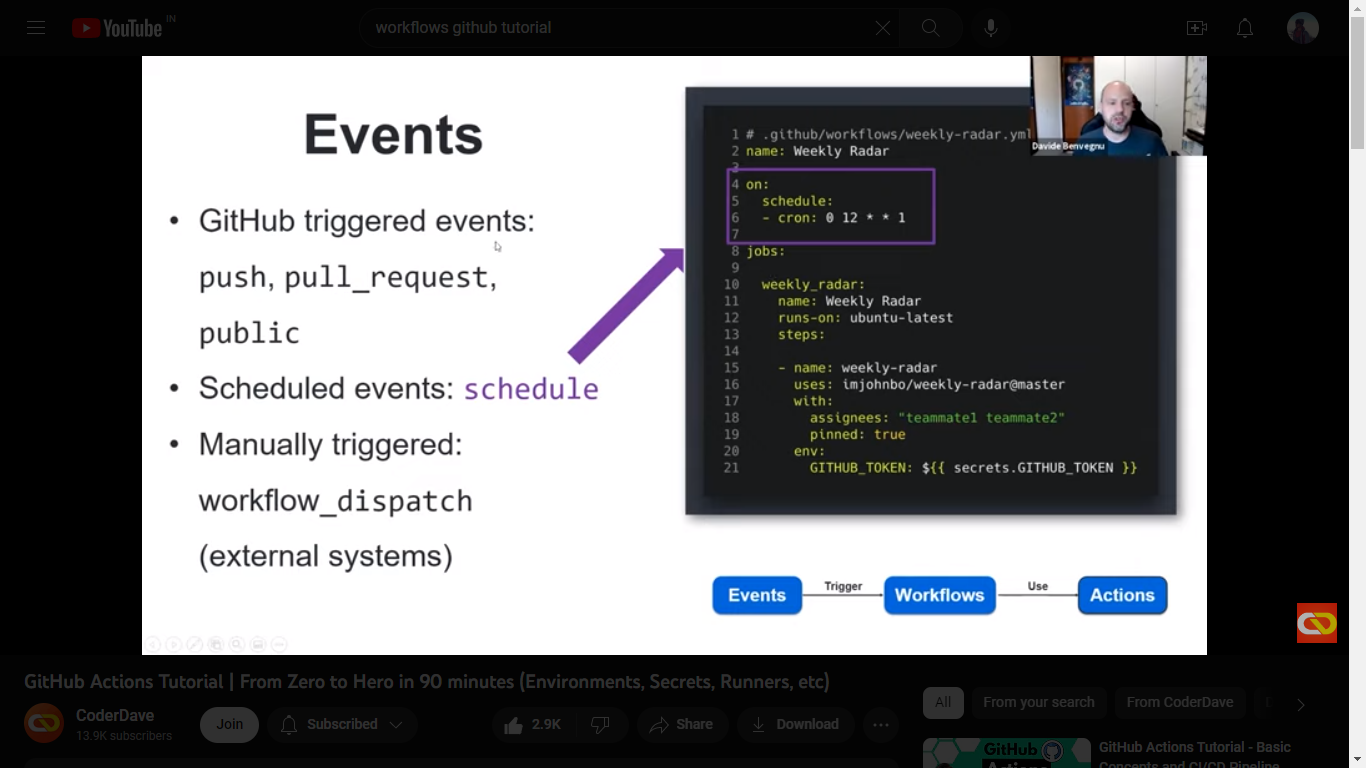 YouTube IN
workflows github tutorial
Events
• GitHub triggered events:
push, pull_request,
public
• Scheduled events: schedule
• Manually triggered:
workflow_dispatch
(external systems)
1 # .github/workflows/weekly-radar.yml
2 name: Weekly Radar
3
4 on:
5 schedule:
6 - cron: 0 12 * * 1
7
8 jobs:
9
10 weekly_radar:
11 name: Weekly Radar
12 runs-on: ubuntu-latest
13 steps:
14
15 - name: weekly-radar
16 uses: imjohnbo/weekly-radar@master
17 with:
18 assignees: "teammate1 teammate2"
19 pinned: true
20 env:
21 GITHUB_TOKEN: ${{ secrets.GITHUB_TOKEN }}
Davide Benvegnu
Events Trigger Workflows Use Actions
GitHub Actions Tutorial | From Zero to Hero in 90 minutes (Environments, Secrets, Runners, etc)
CoderDave
13.9K subscribers
Join
Subscribed
2.9K
Share
Download
All
From your search
From CoderDave
GitHub
Actions
GitHub Actions Tutorial - Basic
Concepts and CI/CD Pipeline